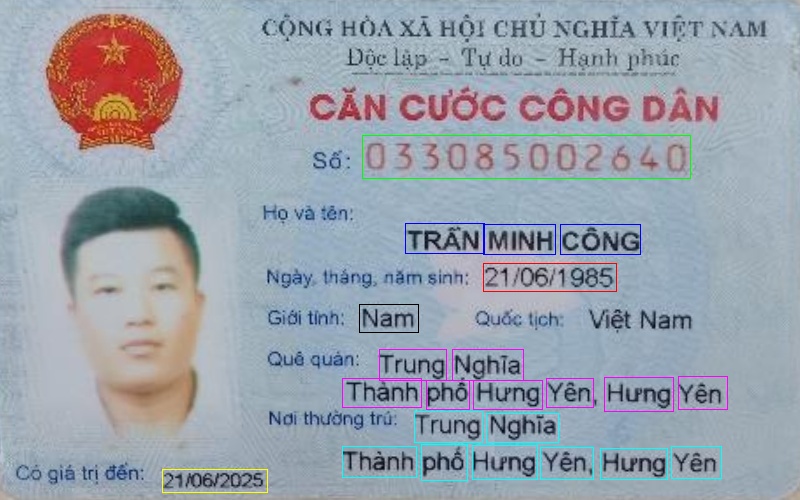 CỘNG HÒA XÃ HỘI CHỦ NGHĨA VIỆT NAM
Độc lập - Tự do - Hạnh phúc
CĂN CƯỚC CÔNG DÂN
Số: 033085002640
Họ và tên:
TRẦN MINH CÔNG
Ngày, tháng, năm sinh: 21/06/1985
Giới tính: Nam Quốc tịch: Việt Nam
Quê quán: Trung Nghĩa
Thành phố Hưng Yên, Hưng Yên
Nơi thường trú: Trung Nghĩa
Thành phố Hưng Yên, Hưng Yên
Có giá trị đến: 21/06/2025